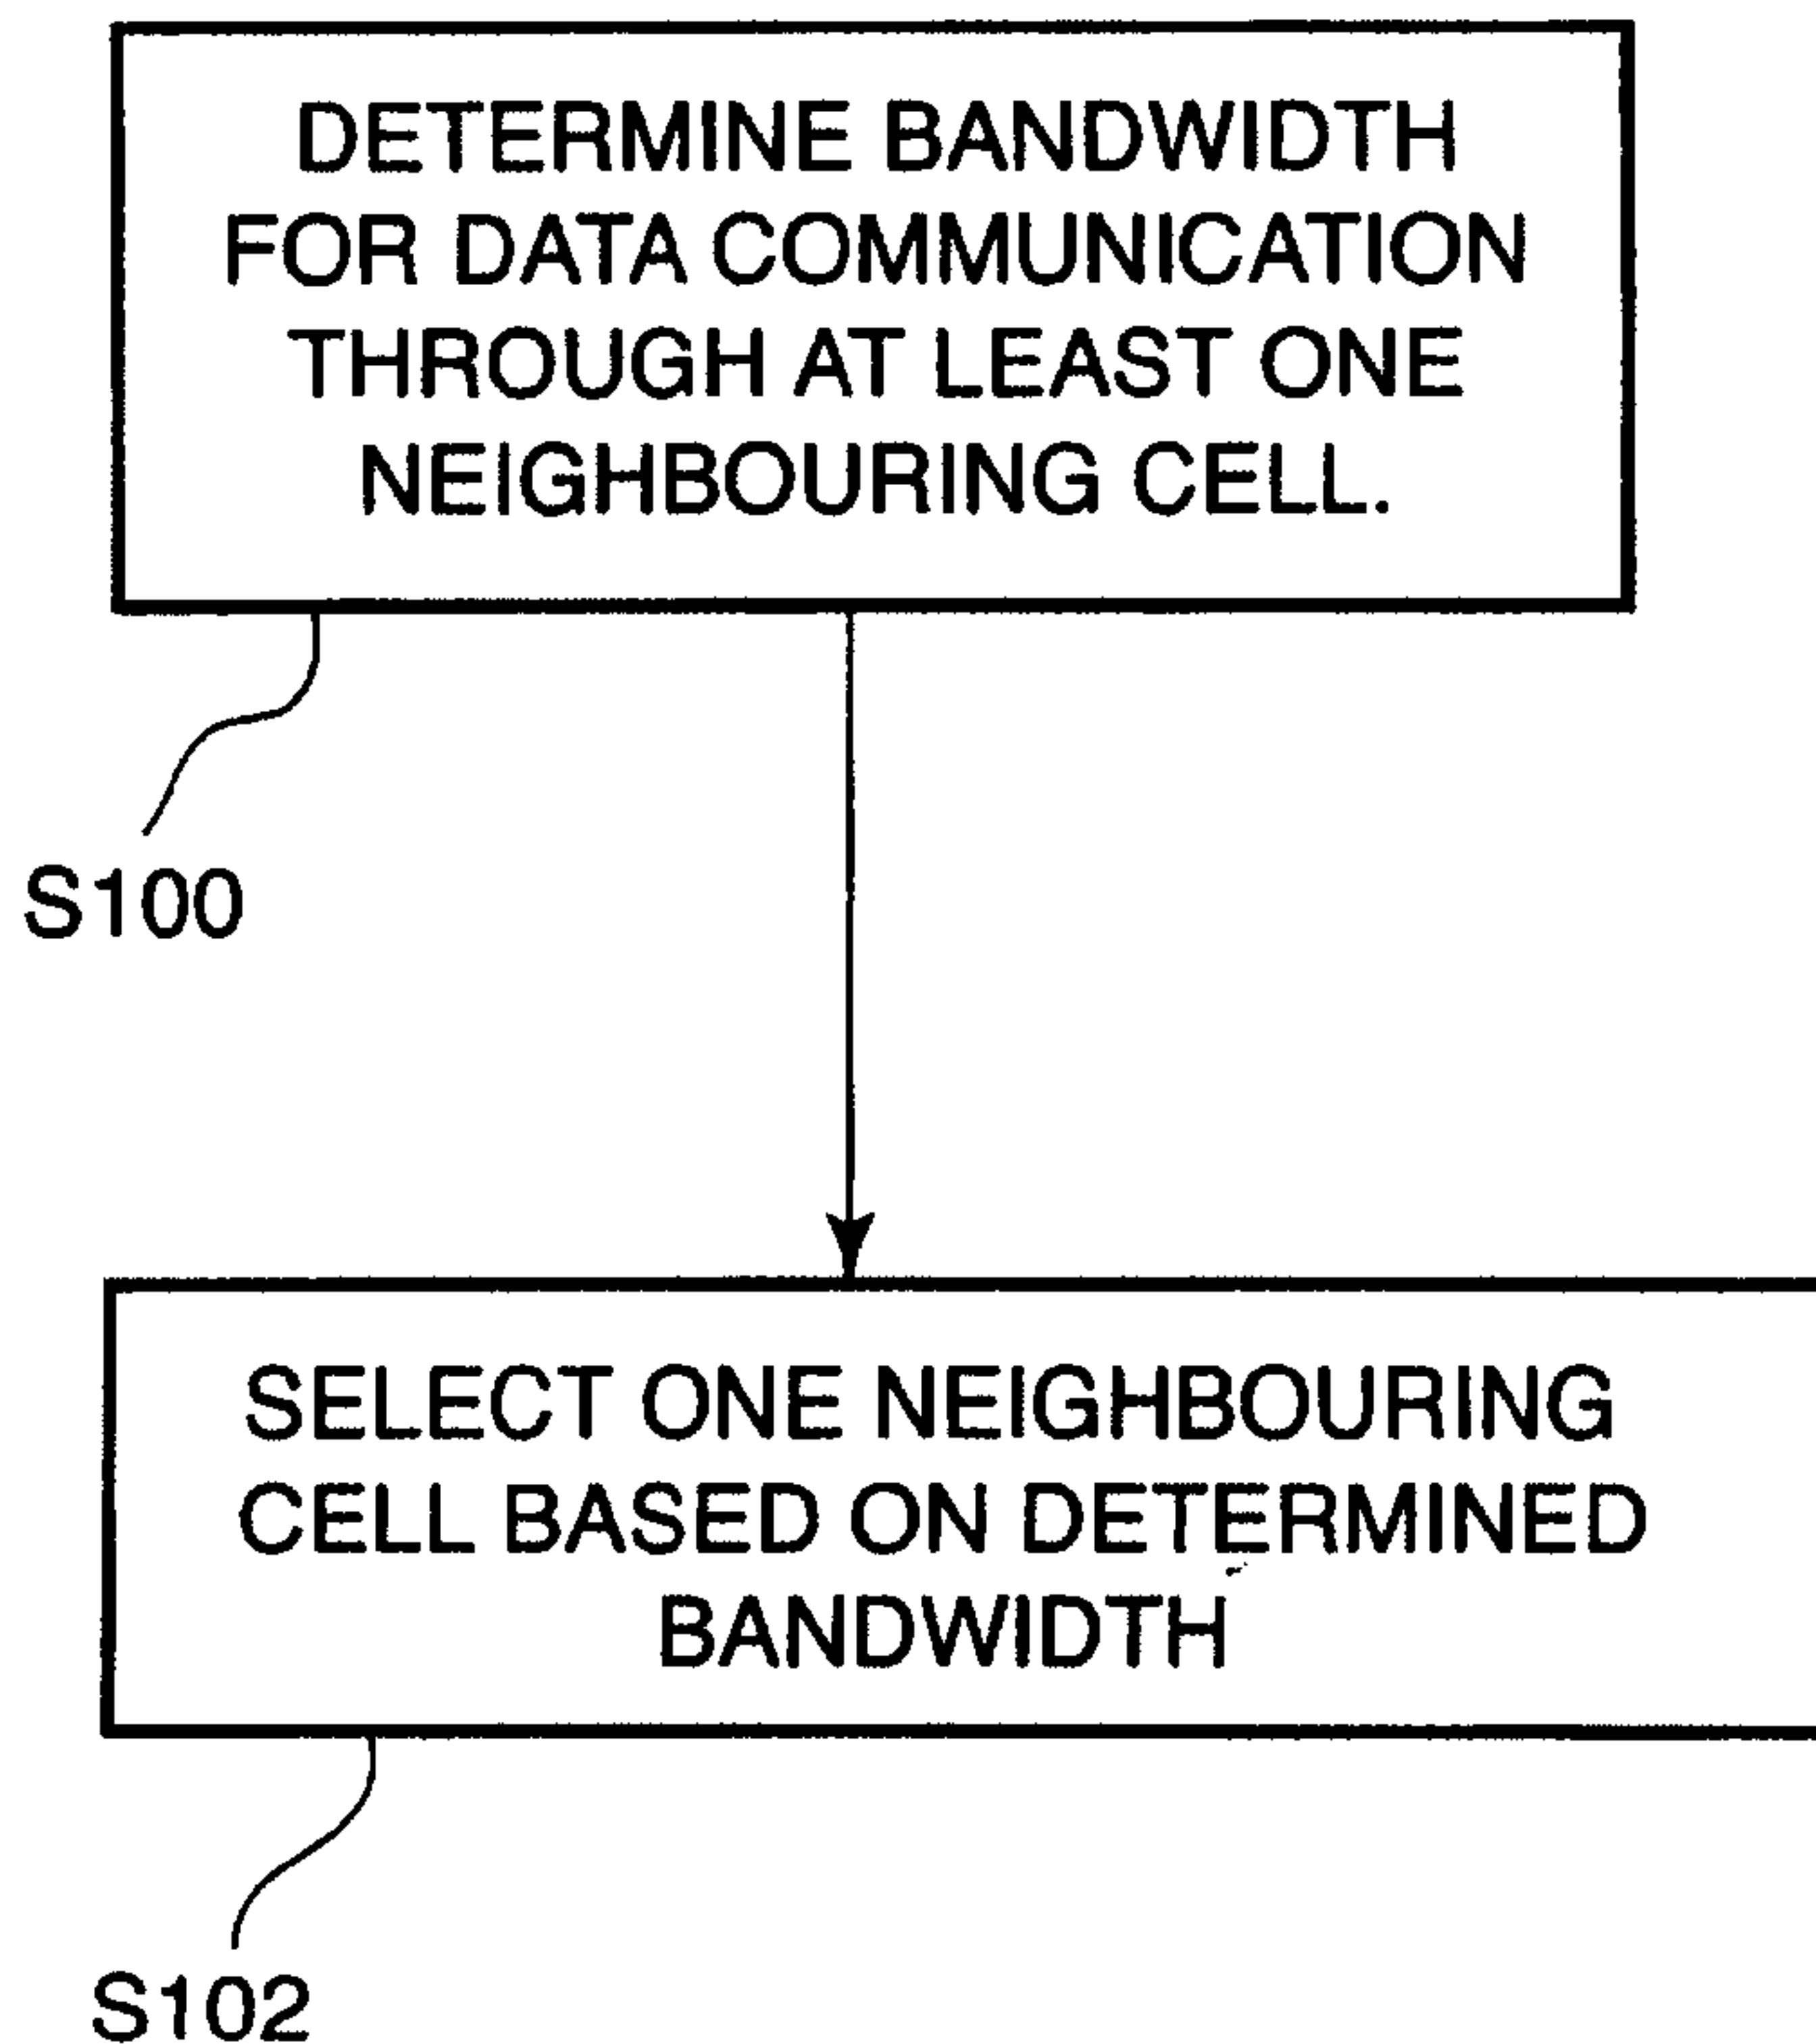 DETERMINE BANDWIDTH
FOR DATA COMMUNICATION
THROUGH AT LEAST ONE
NEIGHBOURING CELL.
S100
SELECT ONE NEIGHBOURING
CELL BASED ON DETERMINED
BANDWIDTH
S102